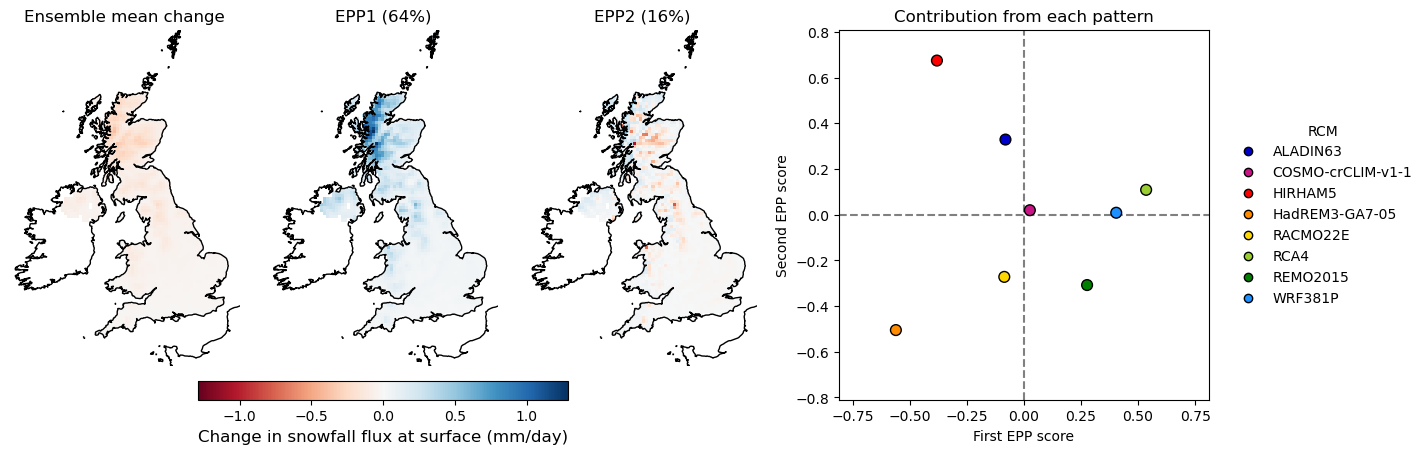 Ensemble mean change
EPP1 (64%)
EPP2 (16%)
−1.0 −0.5 0.0 0.5 1.0
Change in snowfall flux at surface (mm/day)
Contribution from each pattern
Second EPP score
0.8
0.6
0.4
0.2
0.0
−0.2
−0.4
−0.6
−0.8
−0.75 −0.50 −0.25 0.00 0.25 0.50 0.75
First EPP score
RCM
ALADIN63
COSMO-crCLIM-v1-1
HIRHAM5
HadREM3-GA7-05
RACMO22E
RCA4
REMO2015
WRF381P